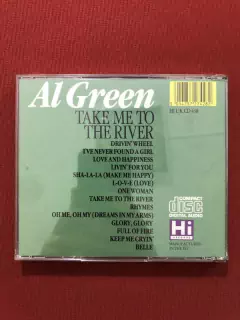 Al Green
TAKE ME TO
THE RIVER
DRIVIN' WHEEL
I'VE NEVER FOUND A GIRL
LOVE AND HAPPINESS
LIVIN' FOR YOU
SHA-LA-LA (MAKE ME HAPPY)
L-O-V-E (LOVE)
ONE WOMAN
TAKE ME TO THE RIVER
RHYMES
OH ME, OH MY (DREAMS IN MY ARMS)
GLORY, GLORY
FULL OF FIRE
KEEP ME CRYIN'
BELLE
COMPACT
disc
DIGITAL AUDIO
Hi
RECORDS